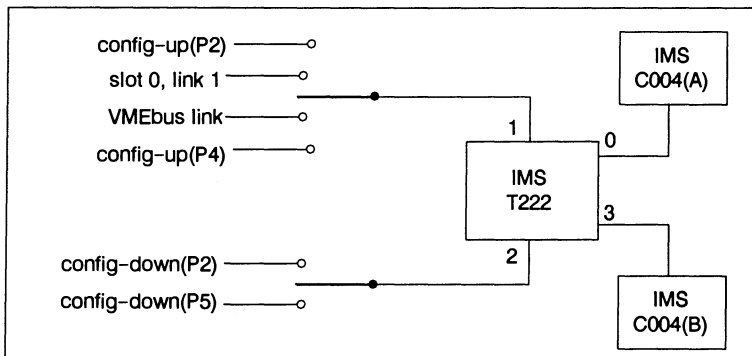 config-up(P2)
slot 0, link 1
VMEbus link
config-up(P4)
config-down(P2)
config-down(P5)
1
0
IMS
T222
3
2
IMS
C004(A)
IMS
C004(B)